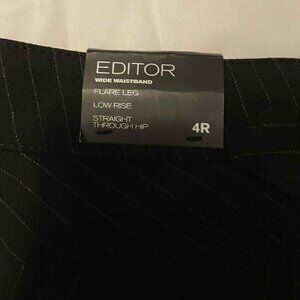 EDITOR
WIDE WAISTBAND
FLARE LEG
LOW RISE
STRAIGHT
THROUGH HIP
4R